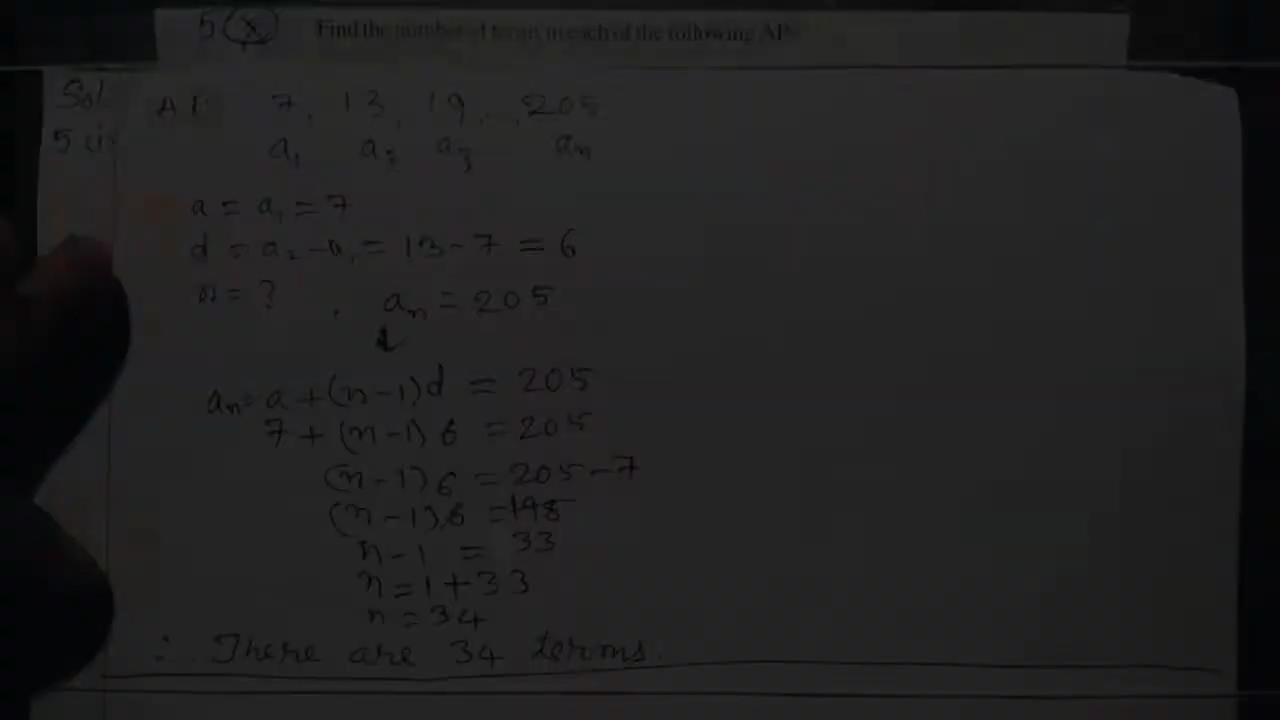 5 (x) Find the number of terms in each of the following APs
Sol
AP 7, 13, 19, ..., 205
5 (i)
a₁ a₂ a₃ aₙ
a = a₁ = 7
d = a₂ - a₁ = 13 - 7 = 6
n = ? , aₙ = 205
aₙ = a + (n-1)d = 205
7 + (n-1) 6 = 205
(n-1) 6 = 205 - 7
(n-1) 6 = 198
n-1 = 33
n = 1 + 33
n = 34
∴ There are 34 terms.